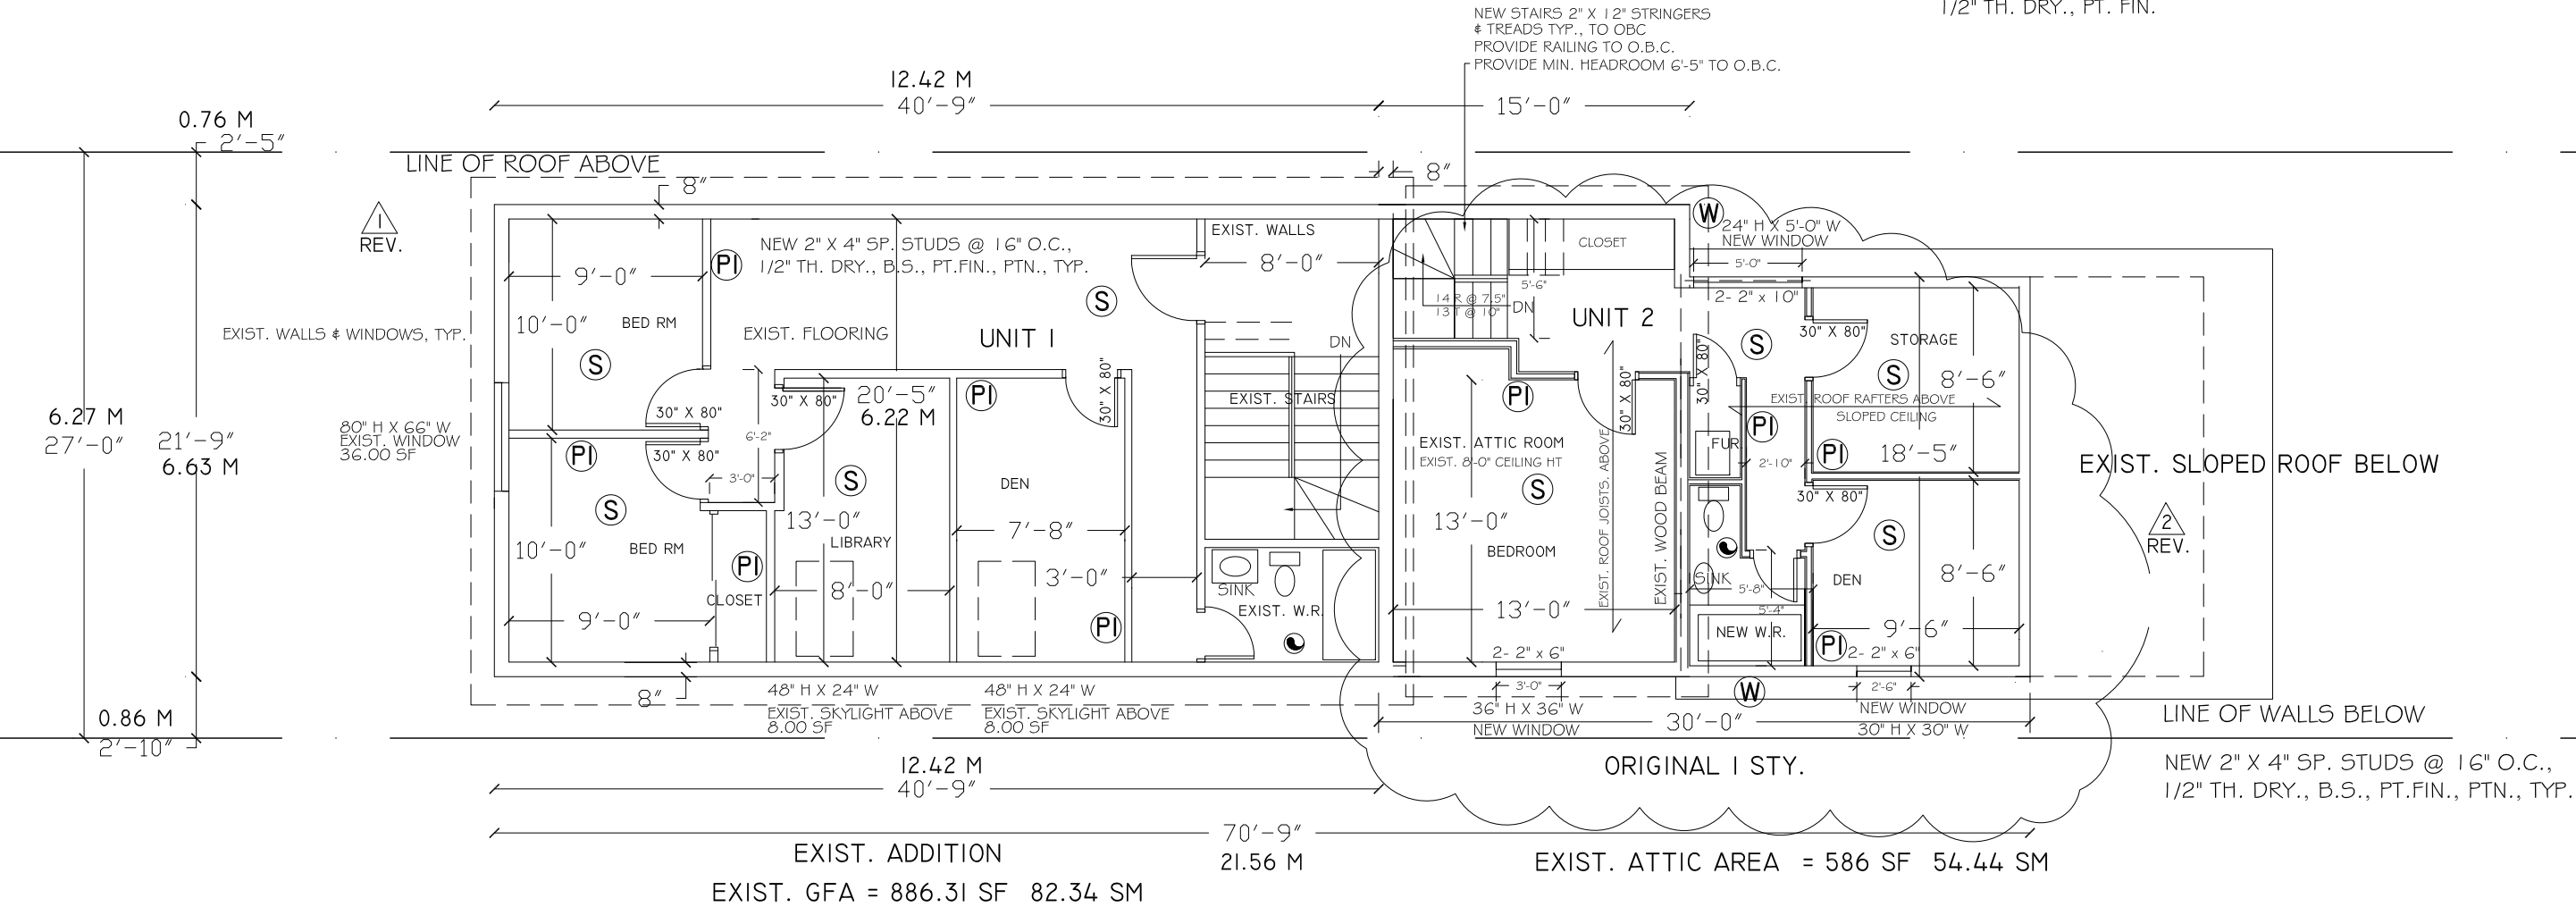 1/2" TH. DRY., PT. FIN.
NEW STAIRS 2" X 12" STRINGERS
& TREADS TYP., TO OBC
PROVIDE RAILING TO O.B.C.
PROVIDE MIN. HEADROOM 6'-5" TO O.B.C.
12.42 M
40'-9"
15'-0"
0.76 M
2'-5"
LINE OF ROOF ABOVE
8"
8"
1
REV.
W
24" H X 5'-0" W
NEW WINDOW
5'-0"
2- 2" x 10"
EXIST. WALLS
8'-0"
CLOSET
NEW 2" X 4" SP. STUDS @ 16" O.C.,
1/2" TH. DRY., B.S., PT.FIN., PTN., TYP.
P1
9'-0"
10'-0"
BED RM
S
EXIST. WALLS & WINDOWS, TYP.
EXIST. FLOORING
UNIT 1
S
DN
5'-6"
14 R @ 7.5"
13 T @ 10"
DN
UNIT 2
S
30" X 80"
STORAGE
S
8'-6"
30" X 80"
EXIST. ROOF RAFTERS ABOVE
SLOPED CEILING
6.27 M
27'-0"
21'-9"
6.63 M
80" H X 66" W
EXIST. WINDOW
36.00 SF
30" X 80"
30" X 80"
30" X 80"
20'-5"
6.22 M
6'-2"
3'-0"
P1
30" X 80"
EXIST. STAIRS
P1
30" X 80"
EXIST. ATTIC ROOM
EXIST. 8'-0" CEILING HT
S
FUR.
P1
2'-10"
P1
18'-5"
EXIST. SLOPED ROOF BELOW
P1
S
10'-0"
BED RM
S
13'-0"
LIBRARY
DEN
7'-8"
3'-0"
13'-0"
BEDROOM
EXIST. ROOF JOISTS. ABOVE
EXIST. WOOD BEAM
30" X 80"
S
2
REV.
P1
CLOSET
9'-0"
8'-0"
P1
SINK
EXIST. W.R.
13'-0"
SINK
5'-8"
5'-4"
NEW W.R.
DEN
8'-6"
9'-6"
P1
2- 2" x 6"
2- 2" x 6"
8"
48" H X 24" W
EXIST. SKYLIGHT ABOVE
8.00 SF
48" H X 24" W
EXIST. SKYLIGHT ABOVE
8.00 SF
3'-0"
36" H X 36" W
NEW WINDOW
W
30'-0"
2'-6"
NEW WINDOW
30" H X 30" W
LINE OF WALLS BELOW
0.86 M
2'-10"
12.42 M
40'-9"
ORIGINAL 1 STY.
NEW 2" X 4" SP. STUDS @ 16" O.C.,
1/2" TH. DRY., B.S., PT.FIN., PTN., TYP.
70'-9"
21.56 M
EXIST. ADDITION
EXIST. GFA = 886.31 SF 82.34 SM
EXIST. ATTIC AREA = 586 SF 54.44 SM